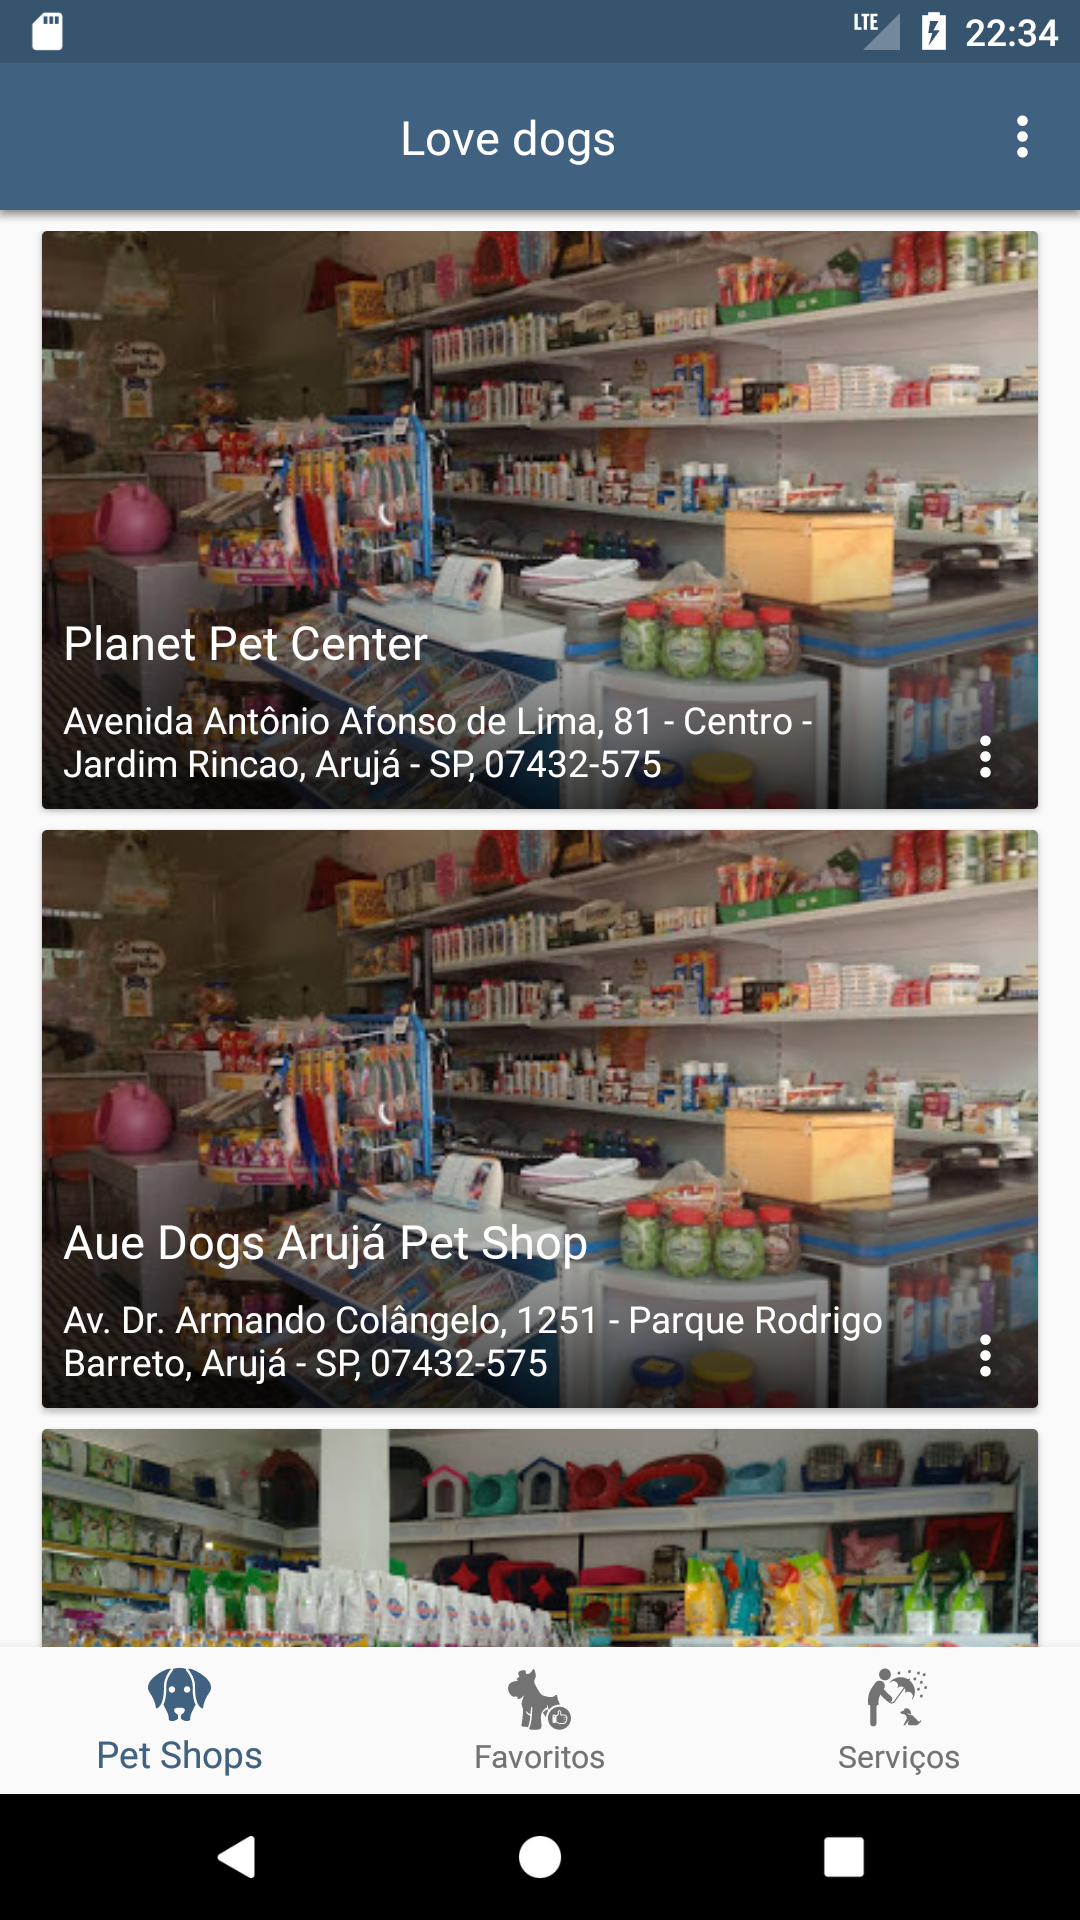 LTE 22:34
Love dogs
Planet Pet Center
Avenida Antônio Afonso de Lima, 81 - Centro -
Jardim Rincao, Arujá - SP, 07432-575
Aue Dogs Arujá Pet Shop
Av. Dr. Armando Colângelo, 1251 - Parque Rodrigo
Barreto, Arujá - SP, 07432-575
Pet Shops
Favoritos
Serviços